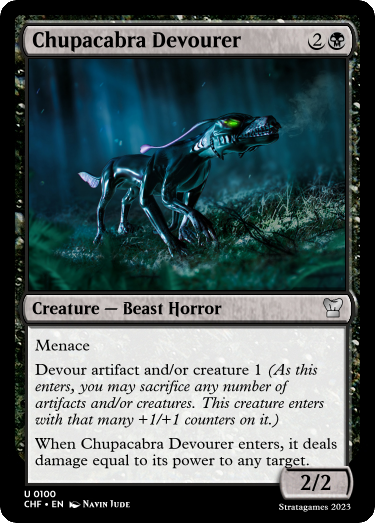 Chupacabra Devourer 2
Creature — Beast Horror
Menace
Devour artifact and/or creature 1 (As this
enters, you may sacrifice any number of
artifacts and/or creatures. This creature
enters with that many +1/+1 counters on it.)
When Chupacabra Devourer enters, it deals
damage equal to its power to any target.
2/2
U 0100
CHF • EN Navin Jude
Stratagames 2023